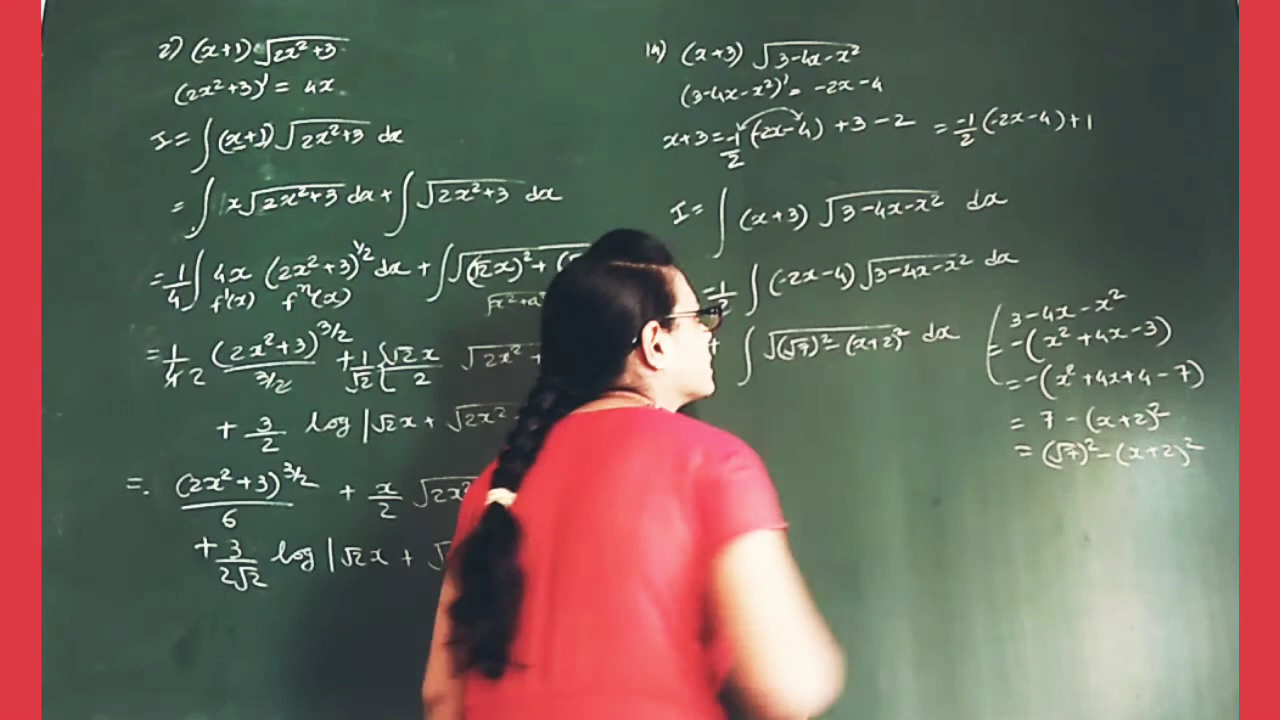 2) (x+1) √(2x²+3)
(2x²+3)' = 4x
I = ∫ (x+1) √(2x²+3) dx
= ∫ x√(2x²+3) dx + ∫ √(2x²+3) dx
= 1/4 ∫ 4x (2x²+3)^(1/2) dx + ∫ √((√2x)² + (√
f'(x) fⁿ(x) √(x²+a²
= 1/4 (2x²+3)^(3/2) / (3/2) + 1/√2 { √2x/2 √(2x² +
+ 3/2 log |√2x + √(2x²
= (2x²+3)^(3/2) / 6 + x/2 √(2x²
+ 3/(2√2) log |√2x + √
14) (x+3) √(3-4x-x²)
(3-4x-x²)' = -2x-4
x+3 = -1/2 (-2x-4) + 3 - 2 = -1/2 (-2x-4) + 1
I = ∫ (x+3) √(3-4x-x²) dx
= -1/2 ∫ (-2x-4) √(3-4x-x²) dx
+ ∫ √((√7)² - (x+2)²) dx
3-4x-x²
= -(x²+4x-3)
= -(x²+4x+4-7)
= 7 - (x+2)²
= (√7)² - (x+2)²